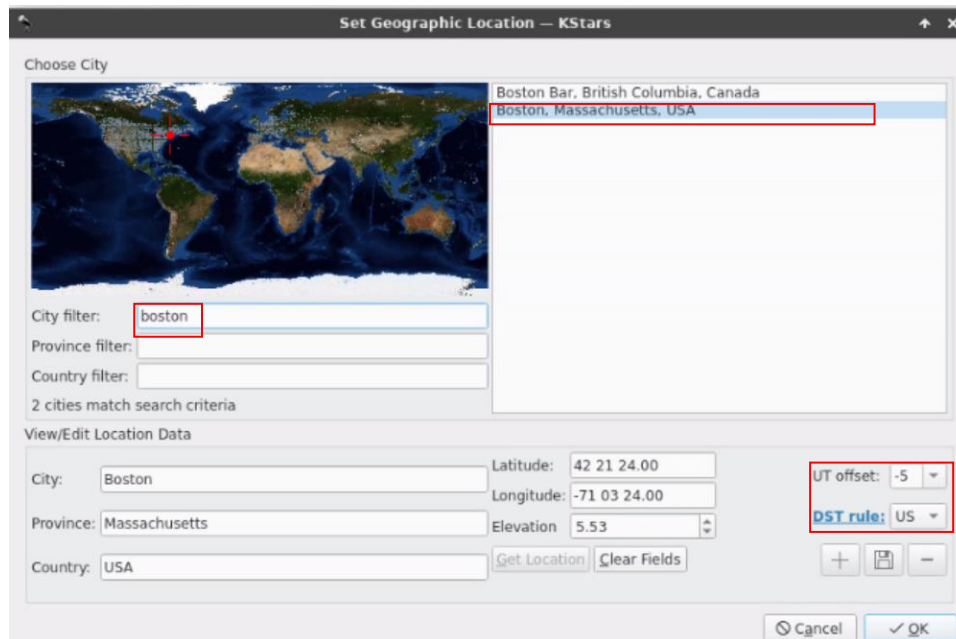 Set Geographic Location — KStars
Choose City
Boston Bar, British Columbia, Canada
Boston, Massachusetts, USA
City filter: boston
Province filter:
Country filter:
2 cities match search criteria
View/Edit Location Data
City: Boston
Province: Massachusetts
Country: USA
Latitude: 42 21 24.00
Longitude: -71 03 24.00
Elevation 5.53
Get Location Clear Fields
UT offset: -5
DST rule: US
Cancel OK